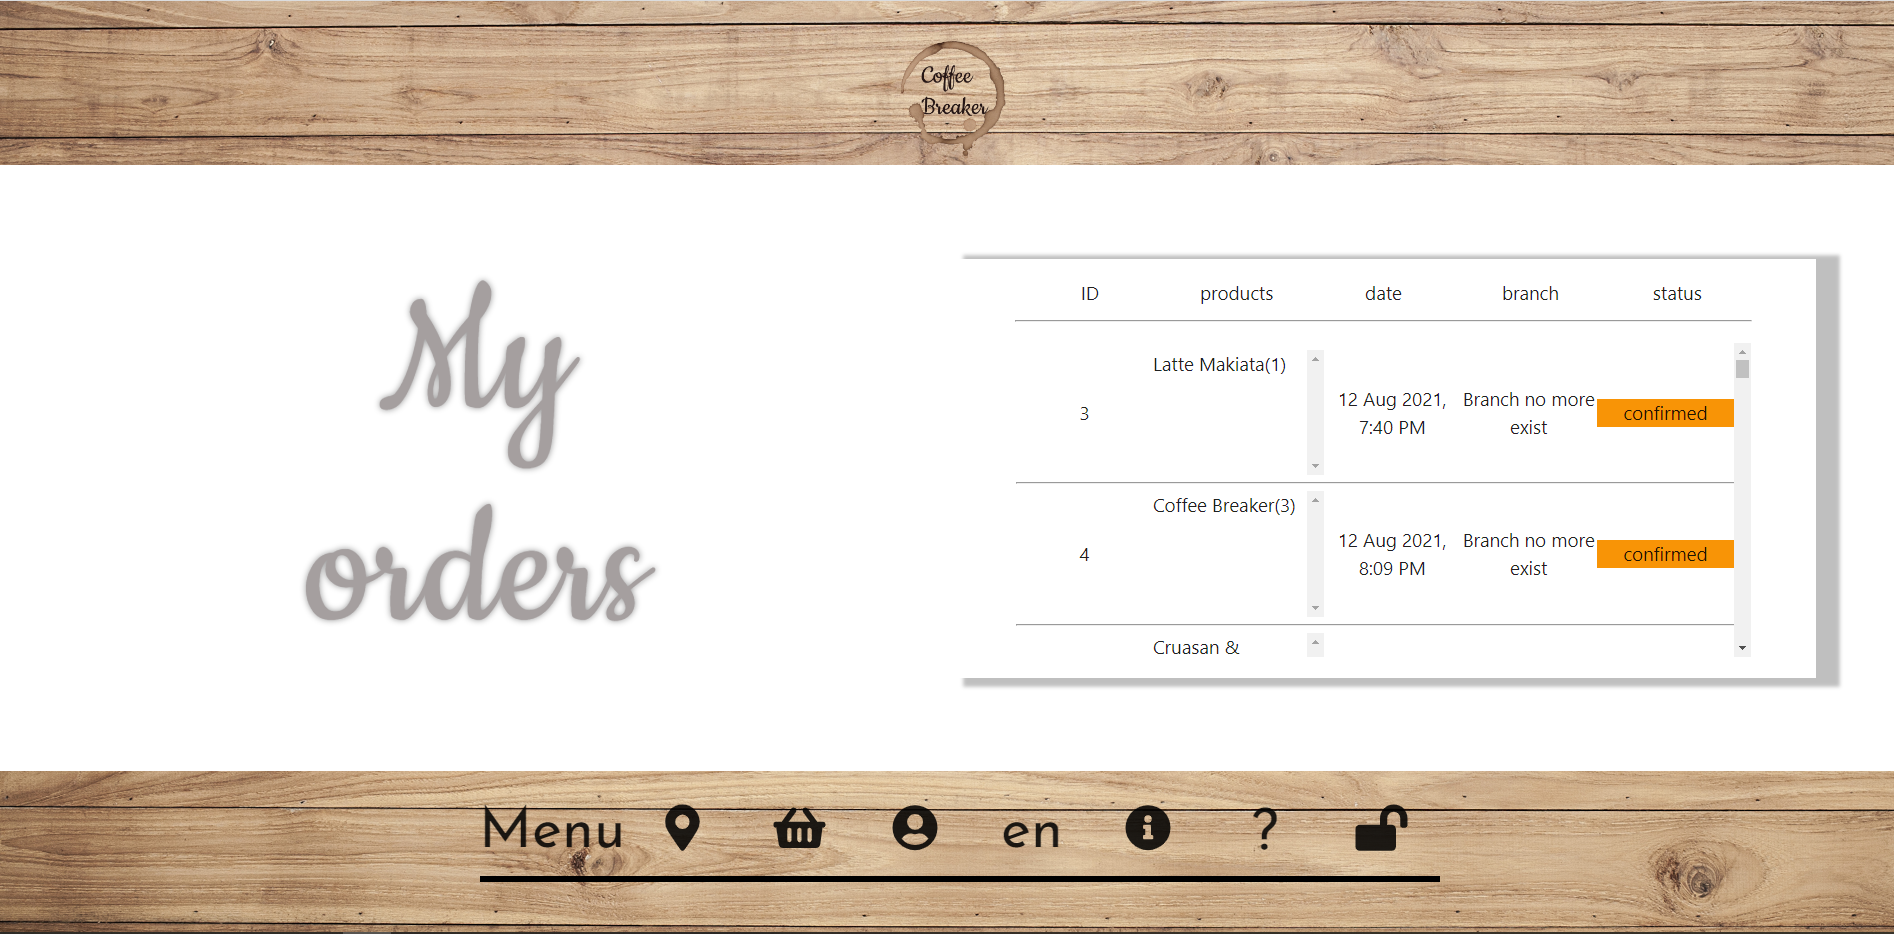 Coffee
Breaker
My
orders
ID products date branch status
Latte Makiata(1)
3 12 Aug 2021, 7:40 PM Branch no more exist confirmed
Coffee Breaker(3)
4 12 Aug 2021, 8:09 PM Branch no more exist confirmed
Cruasan &
Menu en ?